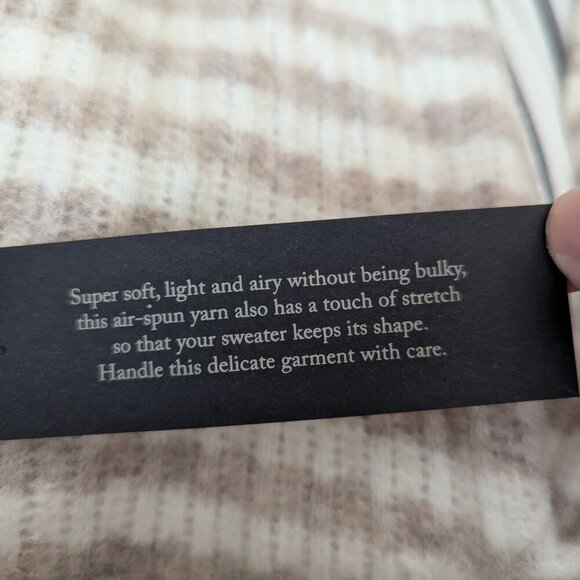 Super soft, light and airy without being bulky,
this air-spun yarn also has a touch of stretch
so that your sweater keeps its shape.
Handle this delicate garment with care.